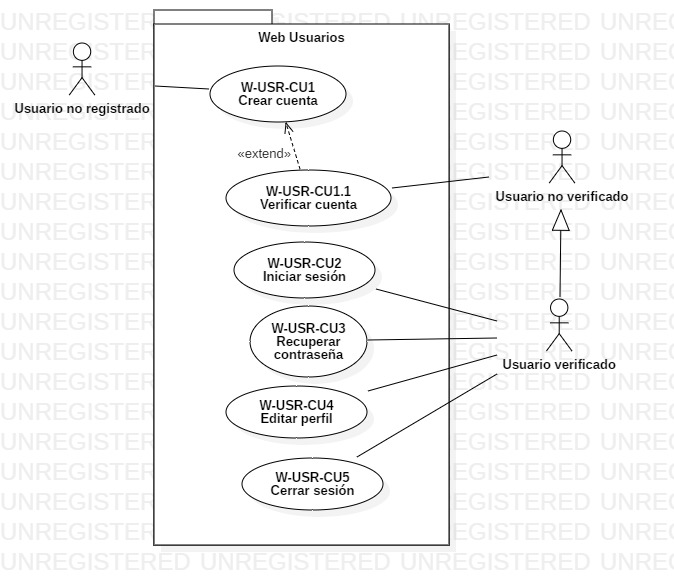 Web Usuarios
W-USR-CU1
Crear cuenta
Usuario no registrado
«extend»
W-USR-CU1.1
Verificar cuenta
Usuario no verificado
W-USR-CU2
Iniciar sesión
W-USR-CU3
Recuperar
contraseña
Usuario verificado
W-USR-CU4
Editar perfil
W-USR-CU5
Cerrar sesión
UNREGISTERED UNREGISTERED UNREGISTERED UNREGISTERED